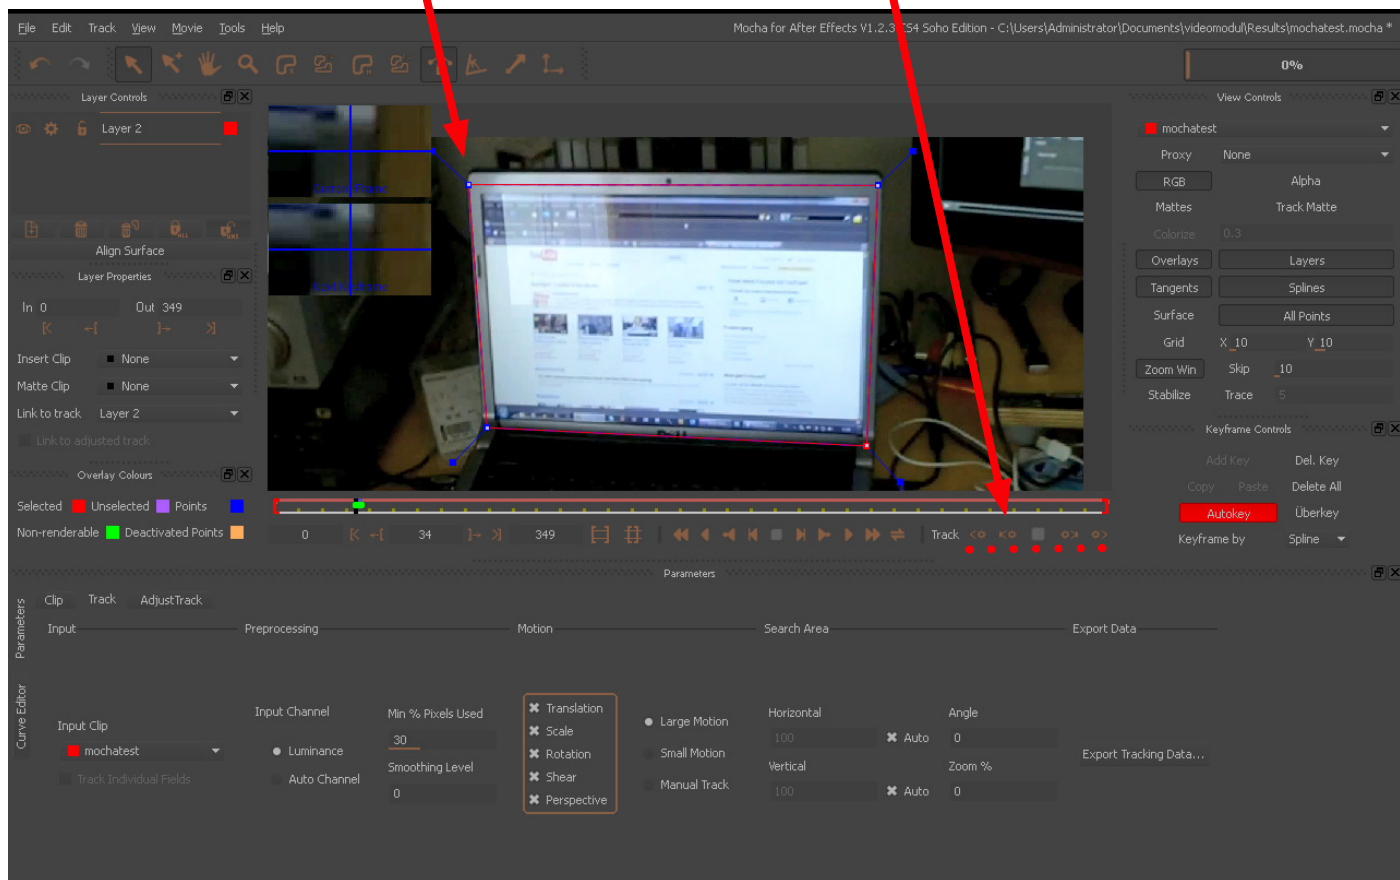 File Edit Track View Movie Tools Help
Mocha for After Effects V1.2.3 CS4 Soho Edition - C:\Users\Administrator\Documents\videomodul\Results\mochatest.mocha *
0%
Layer Controls
Layer 2
Align Surface
Layer Properties
In 0 Out 349
Insert Clip None
Matte Clip None
Link to track Layer 2
Link to adjusted track
Overlay Colours
Selected Unselected Points
Non-renderable Deactivated Points
Current Frame
DELL
0 34 349 Track
View Controls
mochatest
Proxy None
RGB Alpha
Mattes Track Matte
Colorize 0.3
Overlays Layers
Tangents Splines
Surface All Points
Grid X 10 Y 10
Zoom Win Skip 10
Stabilize Trace 5
Keyframe Controls
Add Key Del. Key
Copy Paste Delete All
Autokey Überkey
Keyframe by Spline
Parameters
Parameters
Curve Editor
Clip Track AdjustTrack
Input Preprocessing Motion Search Area Export Data
Input Clip
mochatest
Track Individual Fields
Input Channel
Luminance
Auto Channel
Min % Pixels Used
30
Smoothing Level
0
Translation
Scale
Rotation
Shear
Perspective
Large Motion
Small Motion
Manual Track
Horizontal
100 Auto
Vertical
100 Auto
Angle
0
Zoom %
0
Export Tracking Data...